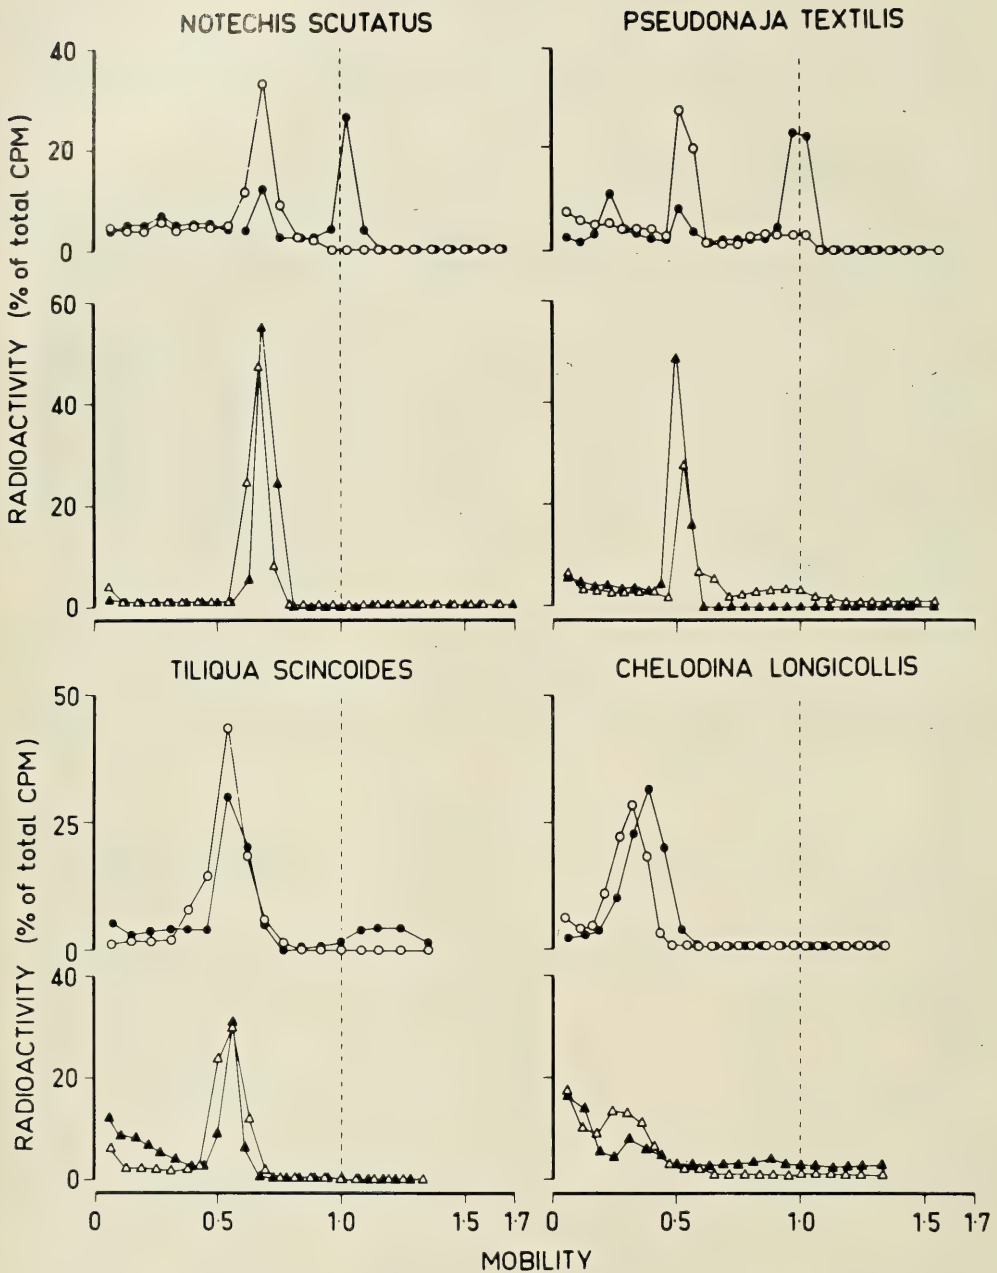 NOTECHIS SCUTATUS
PSEUDONAJA TEXTILIS
RADIOACTIVITY (% of total CPM)
40
20
0
60
40
20
0
TILIQUA SCINCOIDES
CHELODINA LONGICOLLIS
RADIOACTIVITY (% of total CPM)
50
25
0
40
20
0
0 0·5 1·0 1·5 1·7
0 0·5 1·0 1·5 1·7
MOBILITY